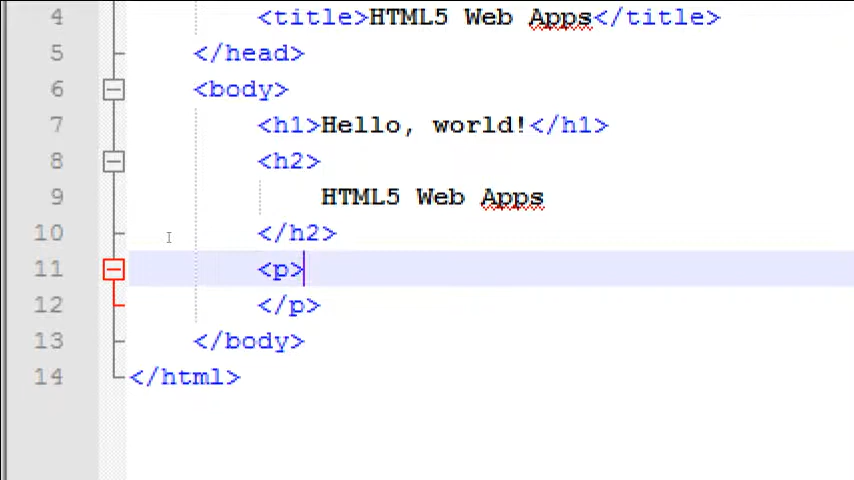 4 <title>HTML5 Web Apps</title>
5 </head>
6 <body>
7 <h1>Hello, world!</h1>
8 <h2>
9 HTML5 Web Apps
10 </h2>
11 <p>
12 </p>
13 </body>
14 </html>